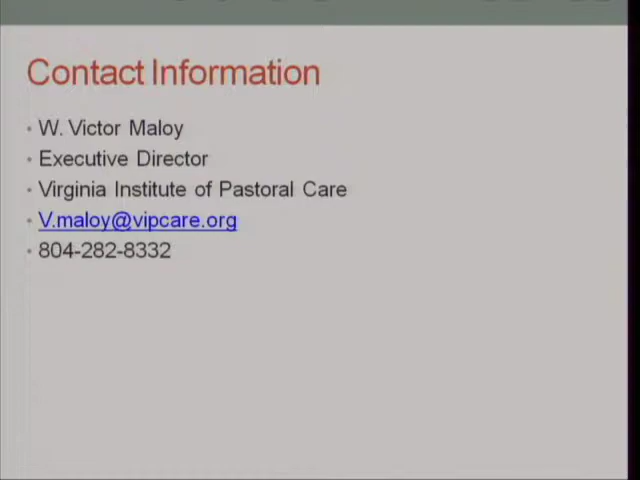 Contact Information
• W. Victor Maloy
• Executive Director
• Virginia Institute of Pastoral Care
• V.maloy@vipcare.org
• 804-282-8332